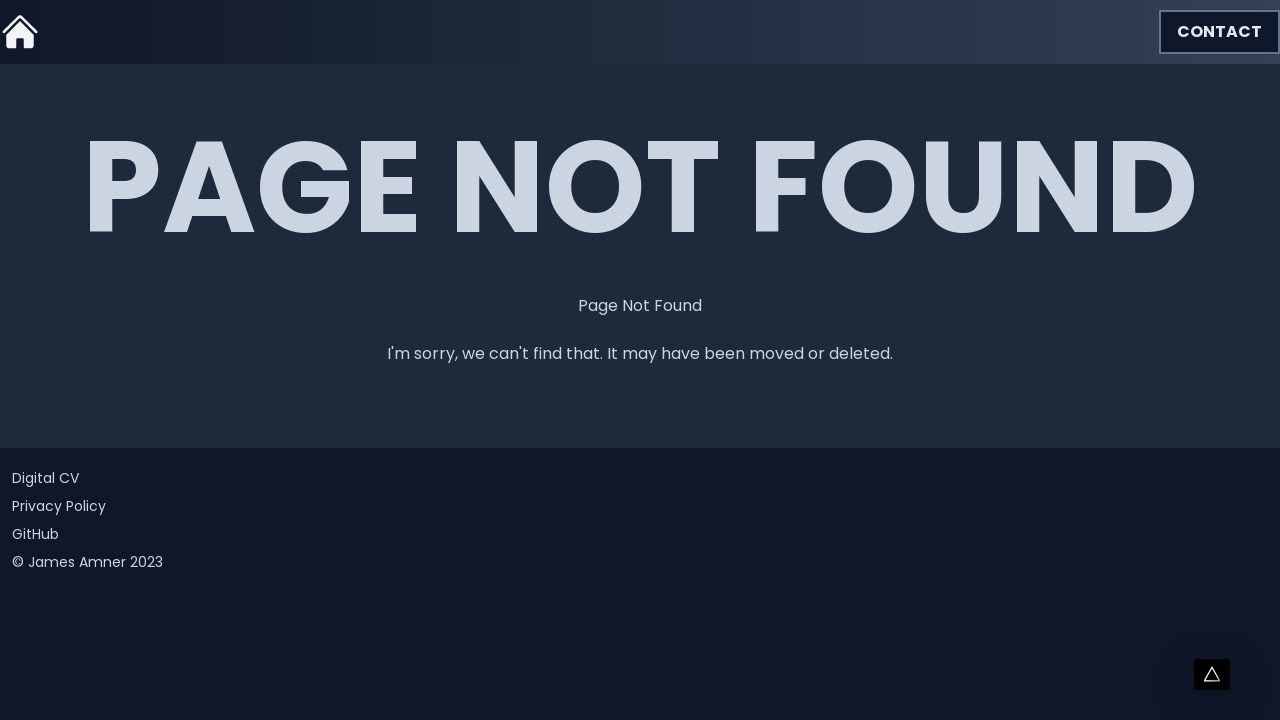 CONTACT
PAGE NOT FOUND
Page Not Found
I'm sorry, we can't find that. It may have been moved or deleted.
Digital CV
Privacy Policy
GitHub
© James Amner 2023